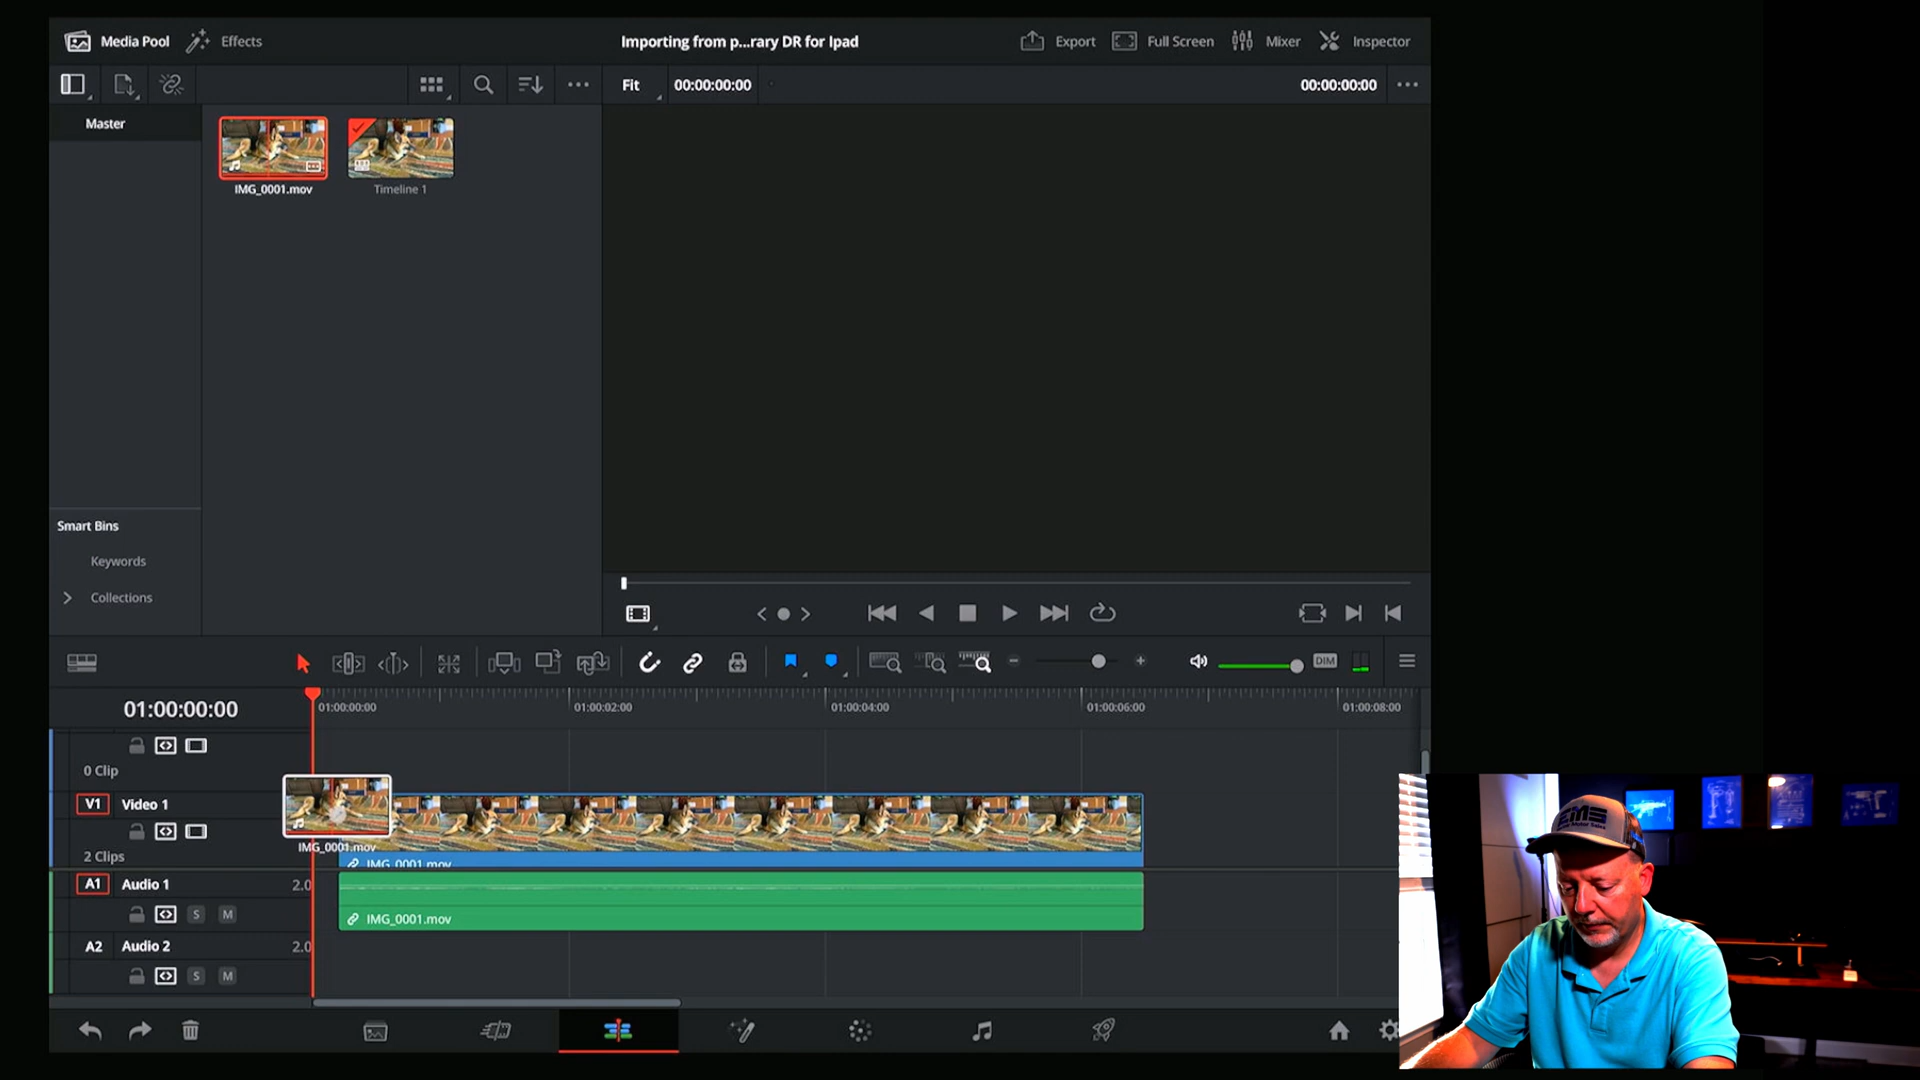 Media Pool
Effects
Importing from p...rary DR for Ipad
Export
Full Screen
Mixer
Inspector
Fit
00:00:00:00
00:00:00:00
Master
IMG_0001.mov
Timeline 1
Smart Bins
Keywords
Collections
DIM
01:00:00:00
01:00:00:00
01:00:02:00
01:00:04:00
01:00:06:00
01:00:08:00
0 Clip
V1
Video 1
2 Clips
IMG_0001.mov
IMG_0001.mov
A1
Audio 1
2.0
S
M
IMG_0001.mov
A2
Audio 2
2.0
S
M